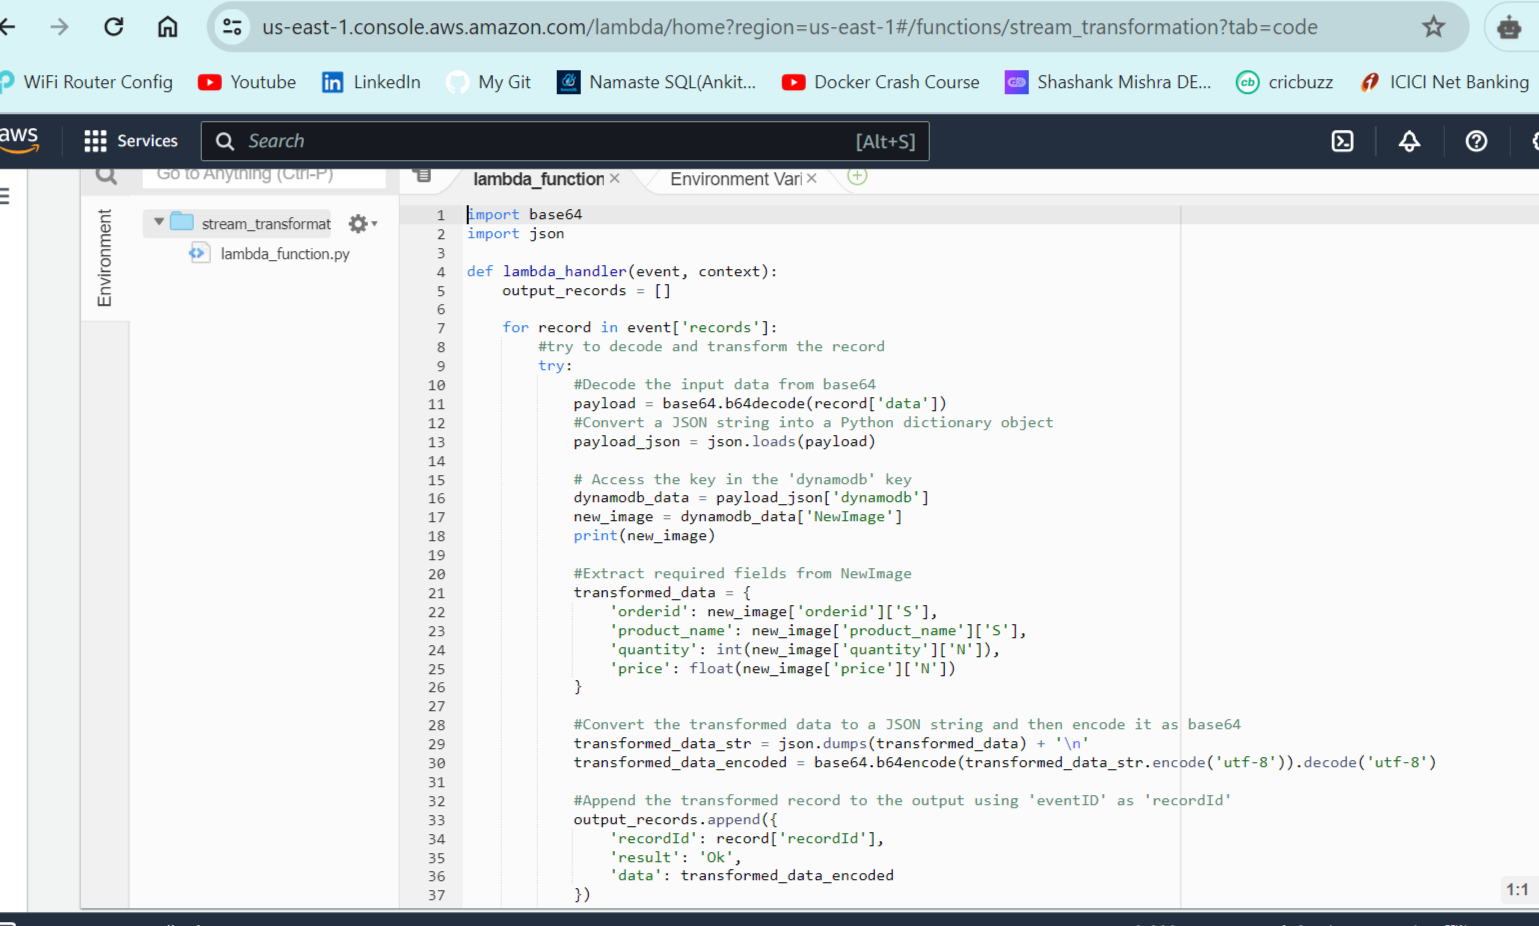 us-east-1.console.aws.amazon.com/lambda/home?region=us-east-1#/functions/stream_transformation?tab=code
WiFi Router Config Youtube LinkedIn My Git Namaste SQL(Ankit... Docker Crash Course Shashank Mishra DE... cricbuzz ICICI Net Banking
aws Services Search [Alt+S]
Go to Anything (Ctrl-P) lambda_function × Environment Vari ×
Environment
stream_transformat
lambda_function.py
1 import base64
2 import json
3
4 def lambda_handler(event, context):
5 output_records = []
6
7 for record in event['records']:
8 #try to decode and transform the record
9 try:
10 #Decode the input data from base64
11 payload = base64.b64decode(record['data'])
12 #Convert a JSON string into a Python dictionary object
13 payload_json = json.loads(payload)
14
15 # Access the key in the 'dynamodb' key
16 dynamodb_data = payload_json['dynamodb']
17 new_image = dynamodb_data['NewImage']
18 print(new_image)
19
20 #Extract required fields from NewImage
21 transformed_data = {
22 'orderid': new_image['orderid']['S'],
23 'product_name': new_image['product_name']['S'],
24 'quantity': int(new_image['quantity']['N']),
25 'price': float(new_image['price']['N'])
26 }
27
28 #Convert the transformed data to a JSON string and then encode it as base64
29 transformed_data_str = json.dumps(transformed_data) + '\n'
30 transformed_data_encoded = base64.b64encode(transformed_data_str.encode('utf-8')).decode('utf-8')
31
32 #Append the transformed record to the output using 'eventID' as 'recordId'
33 output_records.append({
34 'recordId': record['recordId'],
35 'result': 'Ok',
36 'data': transformed_data_encoded
37 })
1:1